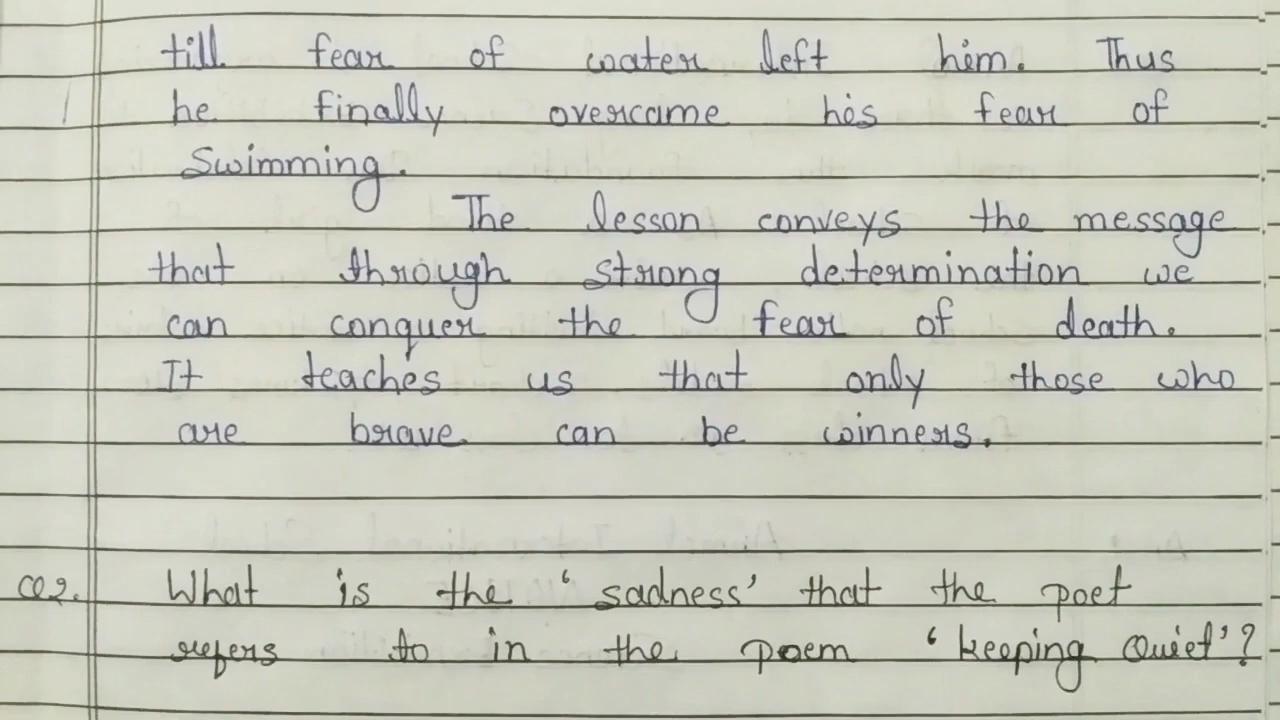 till fear of water left him. Thus
he finally overcame his fear of
Swimming.
The lesson conveys the message
that through strong determination we
can conquer the fear of death.
It teaches us that only those who
are brave can be winners.
Q2. What is the 'sadness' that the poet
refers to in the poem 'keeping Quiet'?